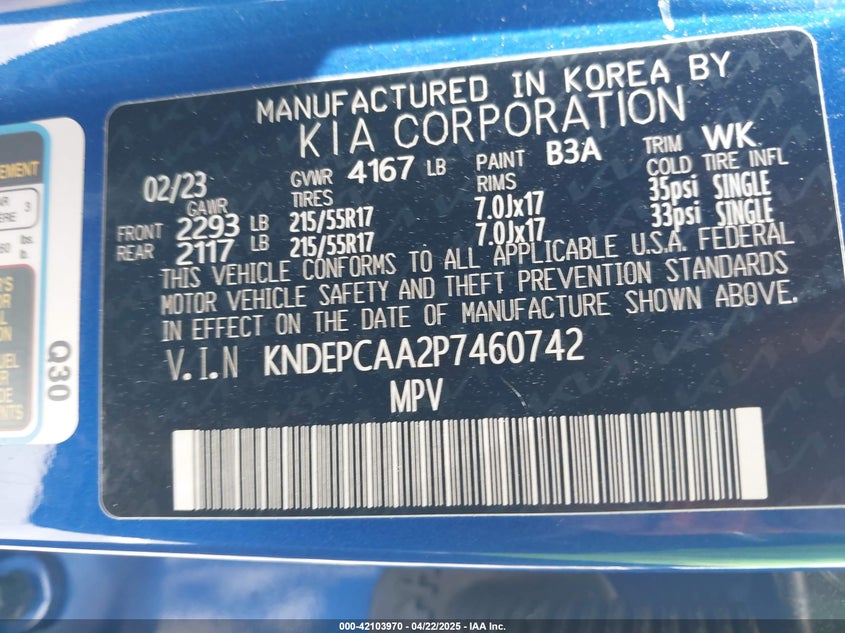 MANUFACTURED IN KOREA BY
KIA CORPORATION
02/23 GVWR 4167 LB PAINT B3A TRIM WK
GAWR TIRES RIMS COLD TIRE INFL
FRONT 2293 LB 215/55R17 7.0Jx17 35psi SINGLE
REAR 2117 LB 215/55R17 7.0Jx17 33psi SINGLE
THIS VEHICLE CONFORMS TO ALL APPLICABLE U.S.A. FEDERAL
MOTOR VEHICLE SAFETY AND THEFT PREVENTION STANDARDS
IN EFFECT ON THE DATE OF MANUFACTURE SHOWN ABOVE.
V.I.N KNDEPCAA2P7460742
MPV
Q30
000-42103970 - 04/22/2025 - IAA Inc.